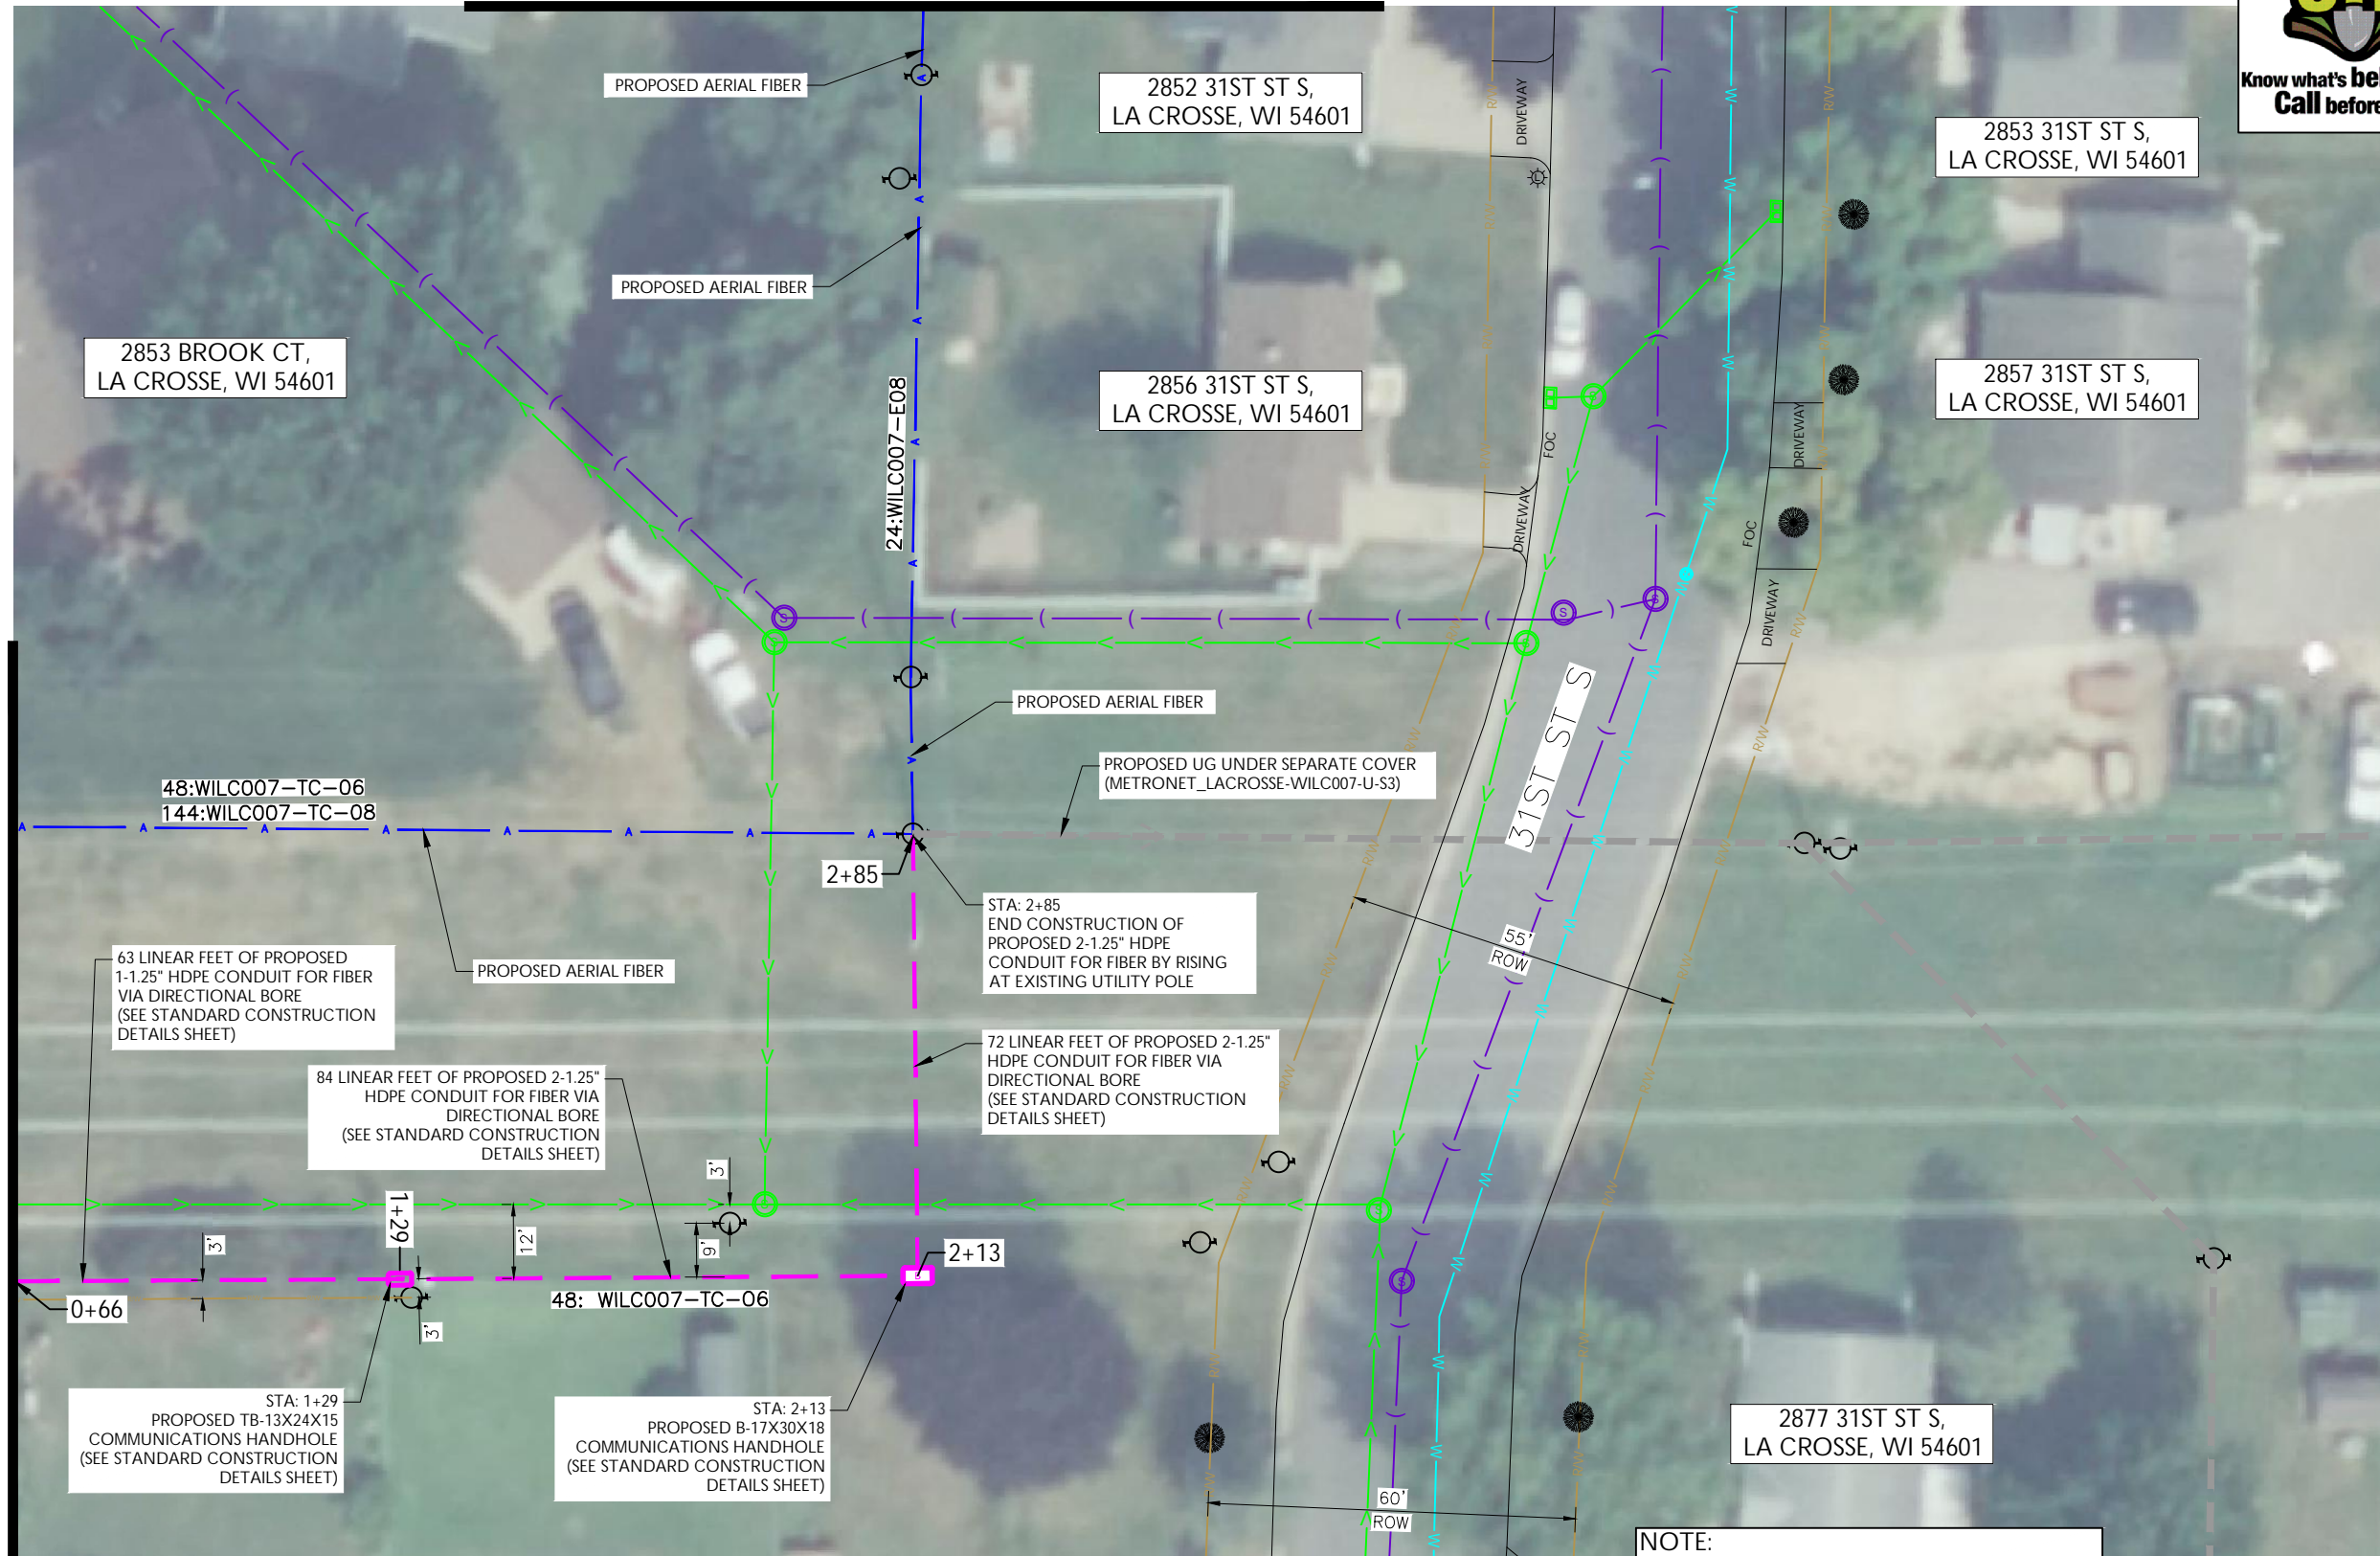 Know what's
Call before
PROPOSED AERIAL FIBER
2852 31ST ST S,
LA CROSSE, WI 54601
DRIVEWAY
R/W
R/W
2853 31ST ST S,
LA CROSSE, WI 54601
PROPOSED AERIAL FIBER
2853 BROOK CT,
LA CROSSE, WI 54601
24:WILC007-E08
2856 31ST ST S,
LA CROSSE, WI 54601
2857 31ST ST S,
LA CROSSE, WI 54601
FOC
DRIVEWAY
DRIVEWAY
FOC
DRIVEWAY
PROPOSED AERIAL FIBER
31ST ST S
PROPOSED UG UNDER SEPARATE COVER
(METRONET_LACROSSE-WILC007-U-S3)
48:WILC007-TC-06
144:WILC007-TC-08
2+85
STA: 2+85
END CONSTRUCTION OF
PROPOSED 2-1.25" HDPE
CONDUIT FOR FIBER BY RISING
AT EXISTING UTILITY POLE
55'
ROW
63 LINEAR FEET OF PROPOSED
1-1.25" HDPE CONDUIT FOR FIBER
VIA DIRECTIONAL BORE
(SEE STANDARD CONSTRUCTION
DETAILS SHEET)
PROPOSED AERIAL FIBER
84 LINEAR FEET OF PROPOSED 2-1.25"
HDPE CONDUIT FOR FIBER VIA
DIRECTIONAL BORE
(SEE STANDARD CONSTRUCTION
DETAILS SHEET)
72 LINEAR FEET OF PROPOSED 2-1.25"
HDPE CONDUIT FOR FIBER VIA
DIRECTIONAL BORE
(SEE STANDARD CONSTRUCTION
DETAILS SHEET)
3'
1+29
3'
12'
9'
2+13
0+66
48: WILC007-TC-06
3'
STA: 1+29
PROPOSED TB-13X24X15
COMMUNICATIONS HANDHOLE
(SEE STANDARD CONSTRUCTION
DETAILS SHEET)
STA: 2+13
PROPOSED B-17X30X18
COMMUNICATIONS HANDHOLE
(SEE STANDARD CONSTRUCTION
DETAILS SHEET)
2877 31ST ST S,
LA CROSSE, WI 54601
60'
ROW
NOTE: